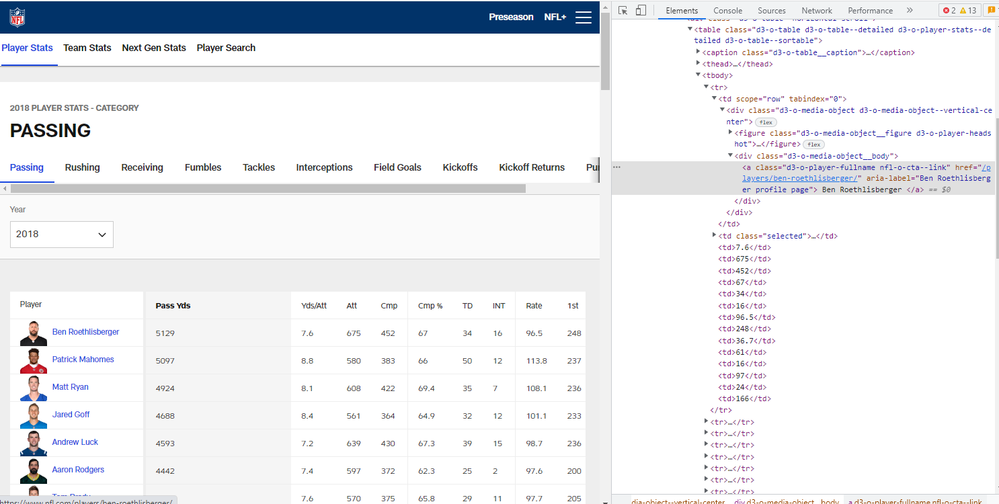 NFL
Preseason NFL+
Player Stats Team Stats Next Gen Stats Player Search
2018 PLAYER STATS - CATEGORY
PASSING
Passing Rushing Receiving Fumbles Tackles Interceptions Field Goals Kickoffs Kickoff Returns
Year
2018
Player Pass Yds Yds/Att Att Cmp Cmp % TD INT Rate 1st
Ben Roethlisberger 5129 7.6 675 452 67 34 16 96.5 248
Patrick Mahomes 5097 8.8 580 383 66 50 12 113.8 237
Matt Ryan 4924 8.1 608 422 69.4 35 7 108.1 236
Jared Goff 4688 8.4 561 364 64.9 32 12 101.1 233
Andrew Luck 4593 7.2 639 430 67.3 39 15 98.7 236
Aaron Rodgers 4442 7.4 597 372 62.3 25 2 97.6 200
Tom Brady 7.6 570 375 65.8 29 11 97.7 205
https://www.nfl.com/players/ben-roethlisberger/
Elements Console Sources Network Performance » 2 13
<table class="d3-o-table d3-o-table--detailed d3-o-player-stats--de
tailed d3-o-table--sortable">
<caption class="d3-o-table__caption">…</caption>
<thead>…</thead>
<tbody>
<tr>
<td scope="row" tabindex="0">
<div class="d3-o-media-object d3-o-media-object--vertical-ce
nter"> flex
<figure class="d3-o-media-object__figure d3-o-player-heads
hot">…</figure> flex
<div class="d3-o-media-object__body">
<a class="d3-o-player-fullname nfl-o-cta--link" href="/p
layers/ben-roethlisberger/" aria-label="Ben Roethlisberg
er profile page"> Ben Roethlisberger </a> == $0
</div>
</div>
</td>
<td class="selected">…</td>
<td>7.6</td>
<td>675</td>
<td>452</td>
<td>67</td>
<td>34</td>
<td>16</td>
<td>96.5</td>
<td>248</td>
<td>36.7</td>
<td>61</td>
<td>16</td>
<td>97</td>
<td>24</td>
<td>166</td>
</tr>
<tr>…</tr>
<tr>…</tr>
<tr>…</tr>
<tr>…</tr>
<tr>…</tr>
<tr>…</tr>
<tr>…</tr>
dia-object--vertical-center div.d3-o-media-object__body a.d3-o-player-fullname.nfl-o-cta--link